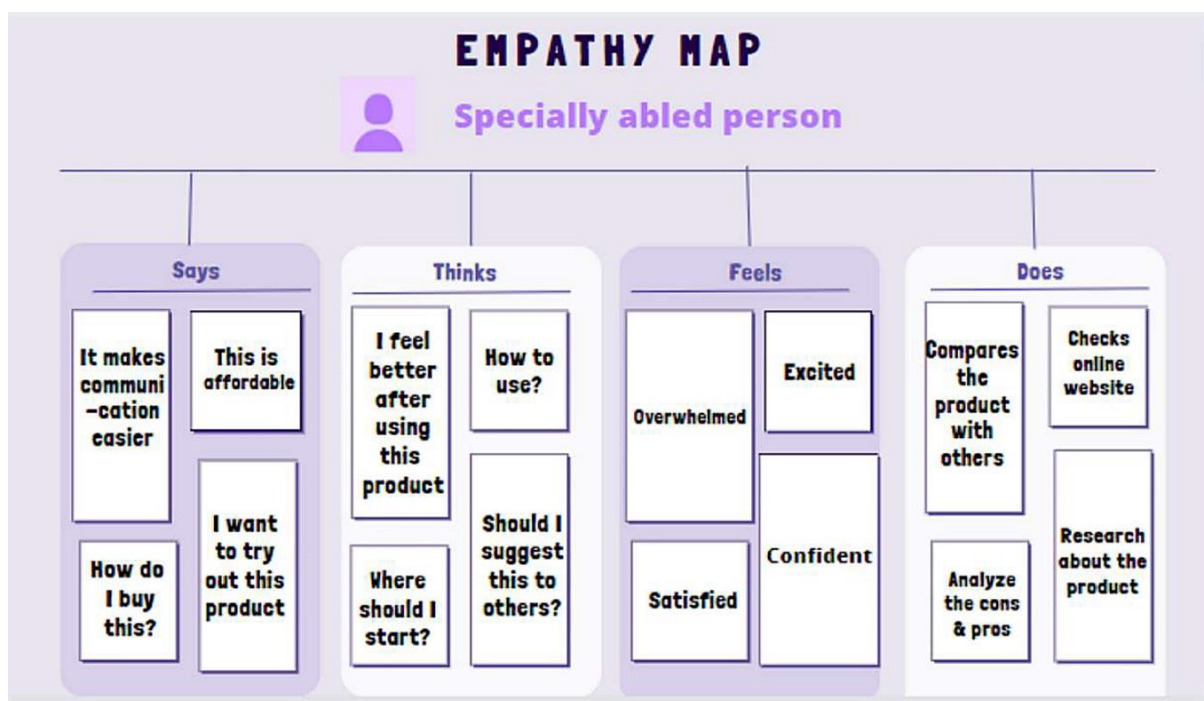 EMPATHY MAP
Specially abled person
Says
It makes
communi
-cation
easier
This is
affordable
How do
I buy
this?
I want
to try
out this
product
Thinks
I feel
better
after
using
this
product
How to
use?
Where
should I
start?
Should I
suggest
this to
others?
Feels
Overwhelmed
Excited
Satisfied
Confident
Does
Compares
the
product
with
others
Checks
online
website
Analyze
the cons
& pros
Research
about the
product